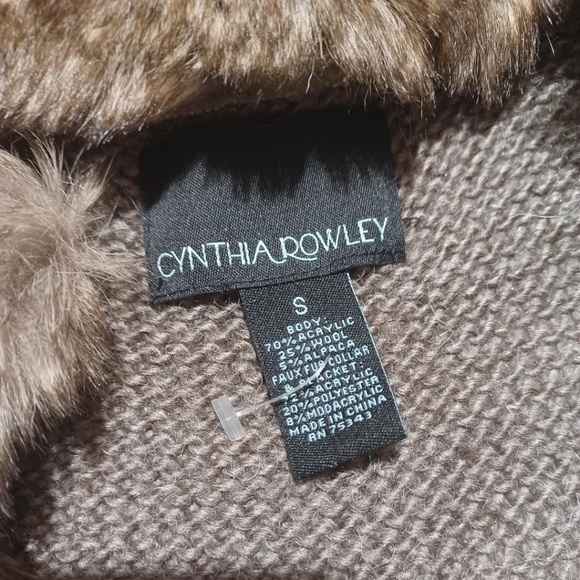 CYNTHIA ROWLEY
S
BODY:
70% ACRYLIC
25% WOOL
5% ALPACA
FAUX FUR COLLAR
& JACKET:
72% ACRYLIC
20% POLYESTER
8% MODACRYLIC
MADE IN CHINA
RN 75343